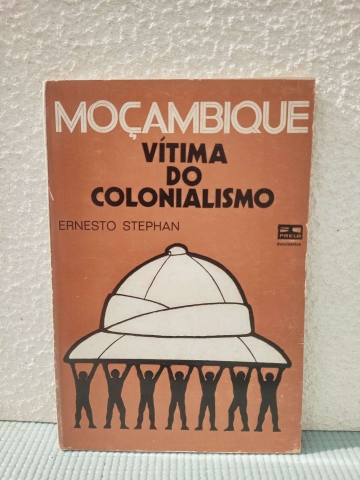 MOÇAMBIQUE
VÍTIMA
DO
COLONIALISMO
ERNESTO STEPHAN
PRELO